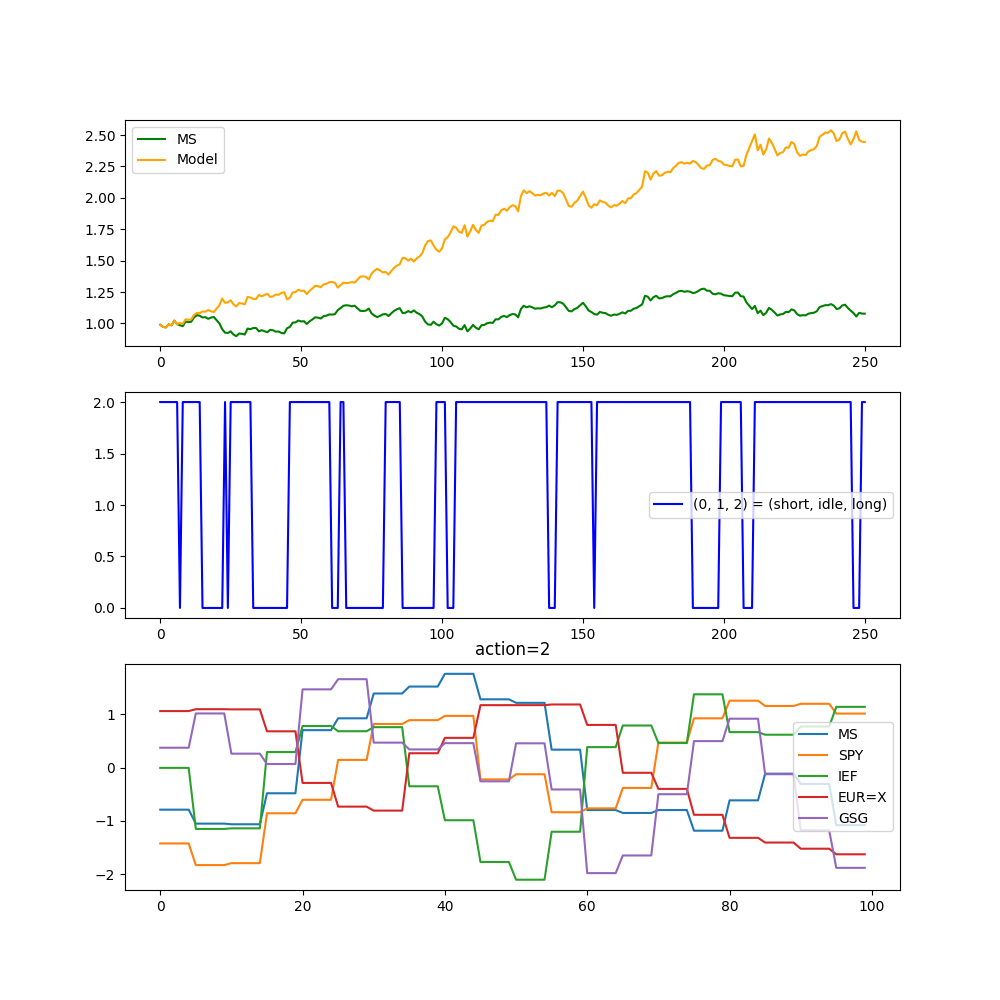 2.50
2.25
2.00
1.75
1.50
1.25
1.00
MS
Model
0 50 100 150 200 250
2.0
1.5
1.0
0.5
0.0
(0, 1, 2) = (short, idle, long)
0 50 100 150 200 250
action=2
1
0
−1
−2
MS
SPY
IEF
EUR=X
GSG
0 20 40 60 80 100